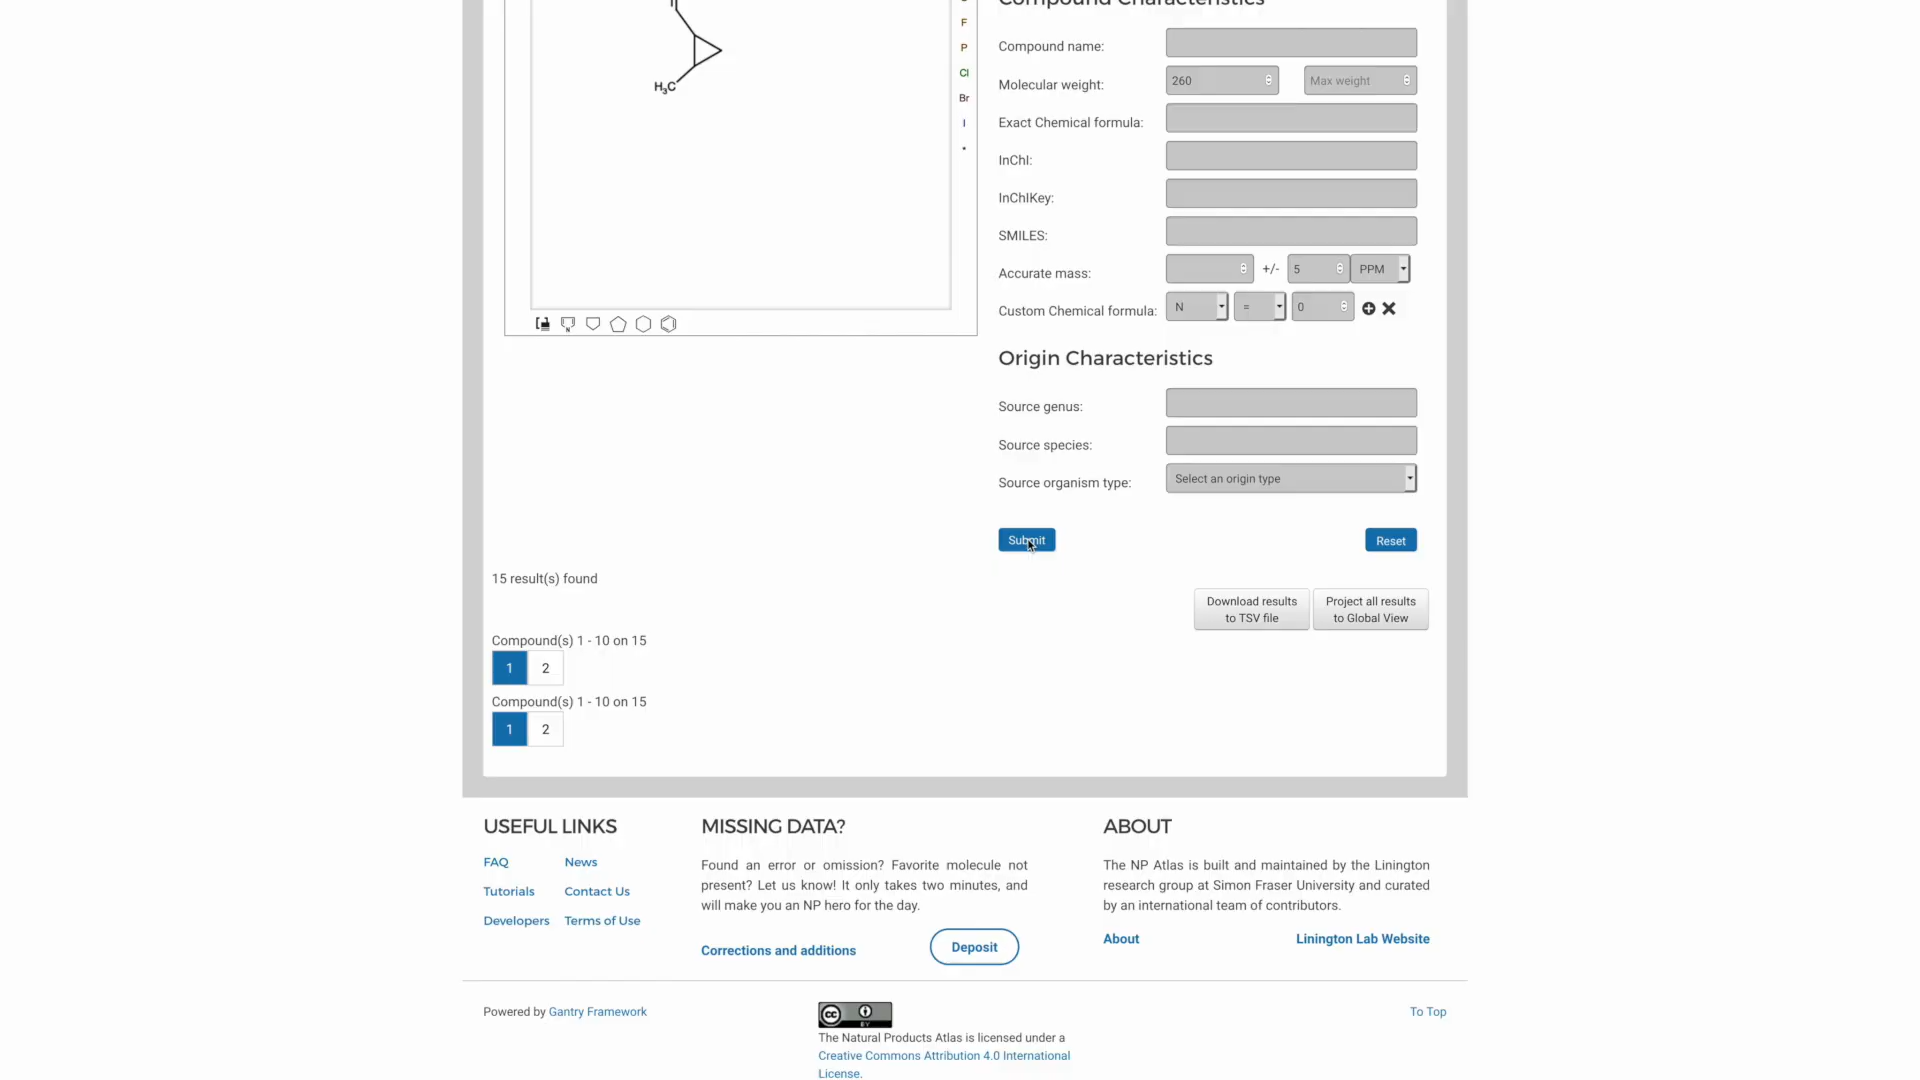 Compound Characteristics
F
P
Cl
Br
I
*
H3C
Compound name:
Molecular weight: 260 Max weight
Exact Chemical formula:
InChI:
InChIKey:
SMILES:
Accurate mass: +/- 5 PPM
Custom Chemical formula: N = 0
Origin Characteristics
Source genus:
Source species:
Source organism type: Select an origin type
Submit Reset
15 result(s) found
Download results
to TSV file
Project all results
to Global View
Compound(s) 1 - 10 on 15
1 2
Compound(s) 1 - 10 on 15
1 2
USEFUL LINKS
FAQ News
Tutorials Contact Us
Developers Terms of Use
MISSING DATA?
Found an error or omission? Favorite molecule not
present? Let us know! It only takes two minutes, and
will make you an NP hero for the day.
Corrections and additions Deposit
ABOUT
The NP Atlas is built and maintained by the Linington
research group at Simon Fraser University and curated
by an international team of contributors.
About Linington Lab Website
Powered by Gantry Framework
CC BY
The Natural Products Atlas is licensed under a
Creative Commons Attribution 4.0 International
License.
To Top